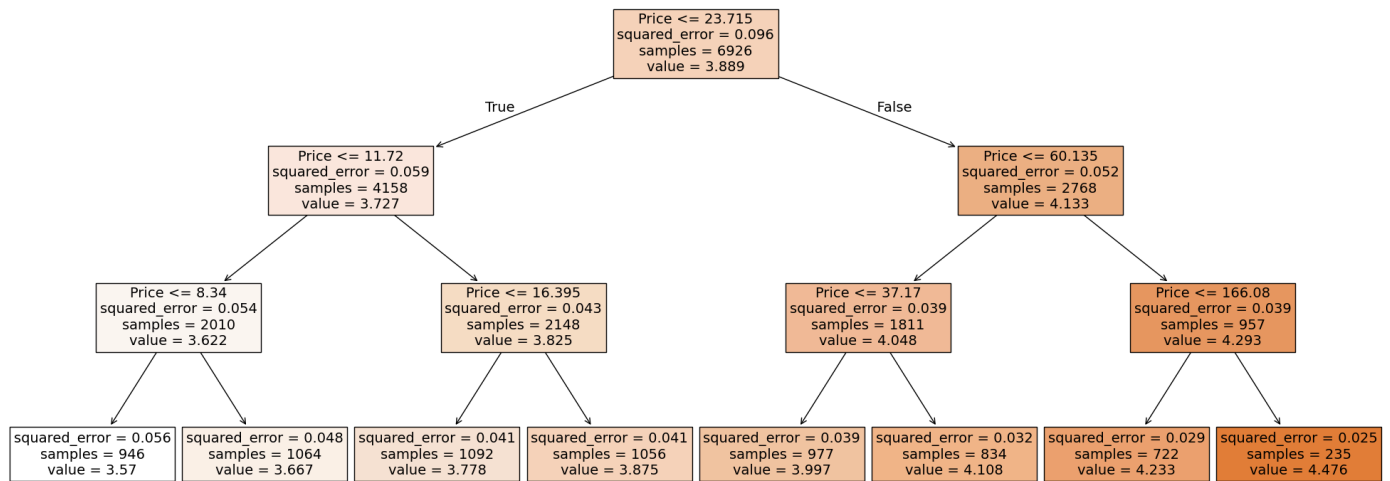 Price <= 23.715
squared_error = 0.096
samples = 6926
value = 3.889
True
False
Price <= 11.72
squared_error = 0.059
samples = 4158
value = 3.727
Price <= 60.135
squared_error = 0.052
samples = 2768
value = 4.133
Price <= 8.34
squared_error = 0.054
samples = 2010
value = 3.622
Price <= 16.395
squared_error = 0.043
samples = 2148
value = 3.825
Price <= 37.17
squared_error = 0.039
samples = 1811
value = 4.048
Price <= 166.08
squared_error = 0.039
samples = 957
value = 4.293
squared_error = 0.056
samples = 946
value = 3.57
squared_error = 0.048
samples = 1064
value = 3.667
squared_error = 0.041
samples = 1092
value = 3.778
squared_error = 0.041
samples = 1056
value = 3.875
squared_error = 0.039
samples = 977
value = 3.997
squared_error = 0.032
samples = 834
value = 4.108
squared_error = 0.029
samples = 722
value = 4.233
squared_error = 0.025
samples = 235
value = 4.476